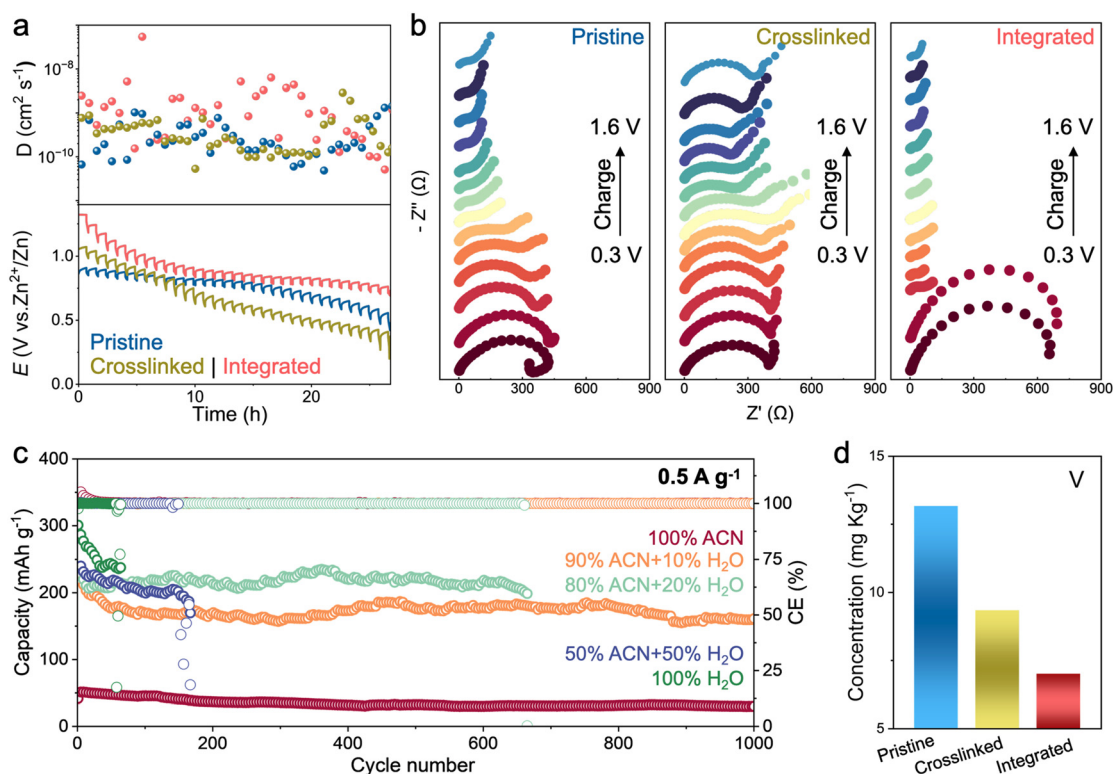 a
D (cm² s⁻¹)
10⁻⁸
10⁻¹⁰
E (V vs.Zn²⁺/Zn)
1.0
0.5
0.0
Pristine
Crosslinked | Integrated
0 10 20
Time (h)
b
- Z'' (Ω)
Pristine
1.6 V
Charge
0.3 V
0 300 600 900
Crosslinked
1.6 V
Charge
0.3 V
0 300 600 900
Integrated
1.6 V
Charge
0.3 V
0 300 600 900
Z' (Ω)
c
Capacity (mAh g⁻¹)
400
350
300
250
200
150
100
50
0
0.5 A g⁻¹
100% ACN
90% ACN+10% H₂O
80% ACN+20% H₂O
50% ACN+50% H₂O
100% H₂O
100
75
50
25
0
CE (%)
0 200 400 600 800 1000
Cycle number
d
Concentration (mg Kg⁻¹)
15
10
5
V
Pristine
Crosslinked
Integrated